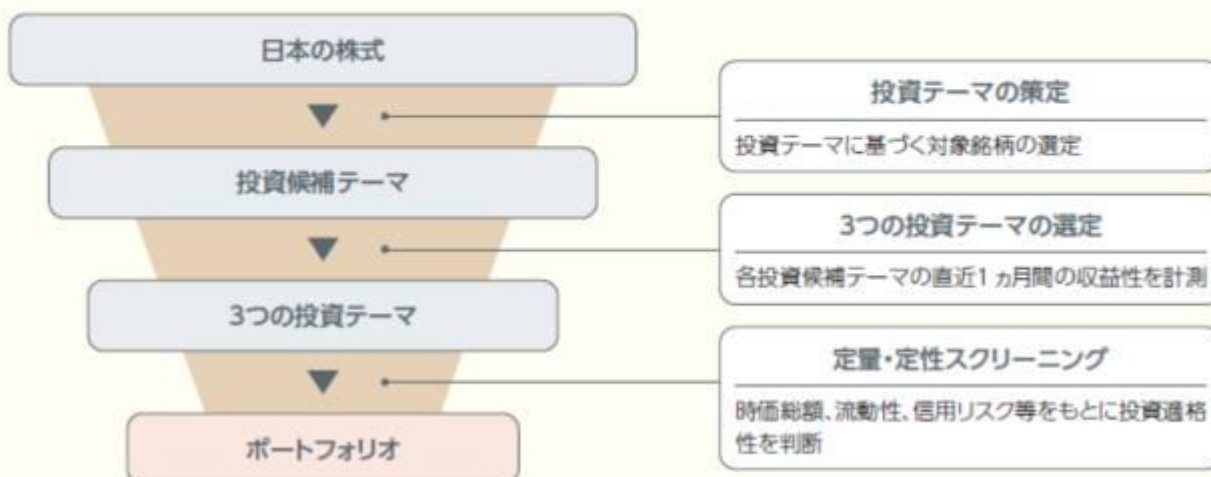 日本の株式
投資テーマの策定
投資テーマに基づく対象銘柄の選定
投資候補テーマ
3つの投資テーマの選定
各投資候補テーマの直近1ヵ月間の収益性を計測
3つの投資テーマ
定量・定性スクリーニング
時価総額、流動性、信用リスク等をもとに投資適格
性を判断
ポートフォリオ